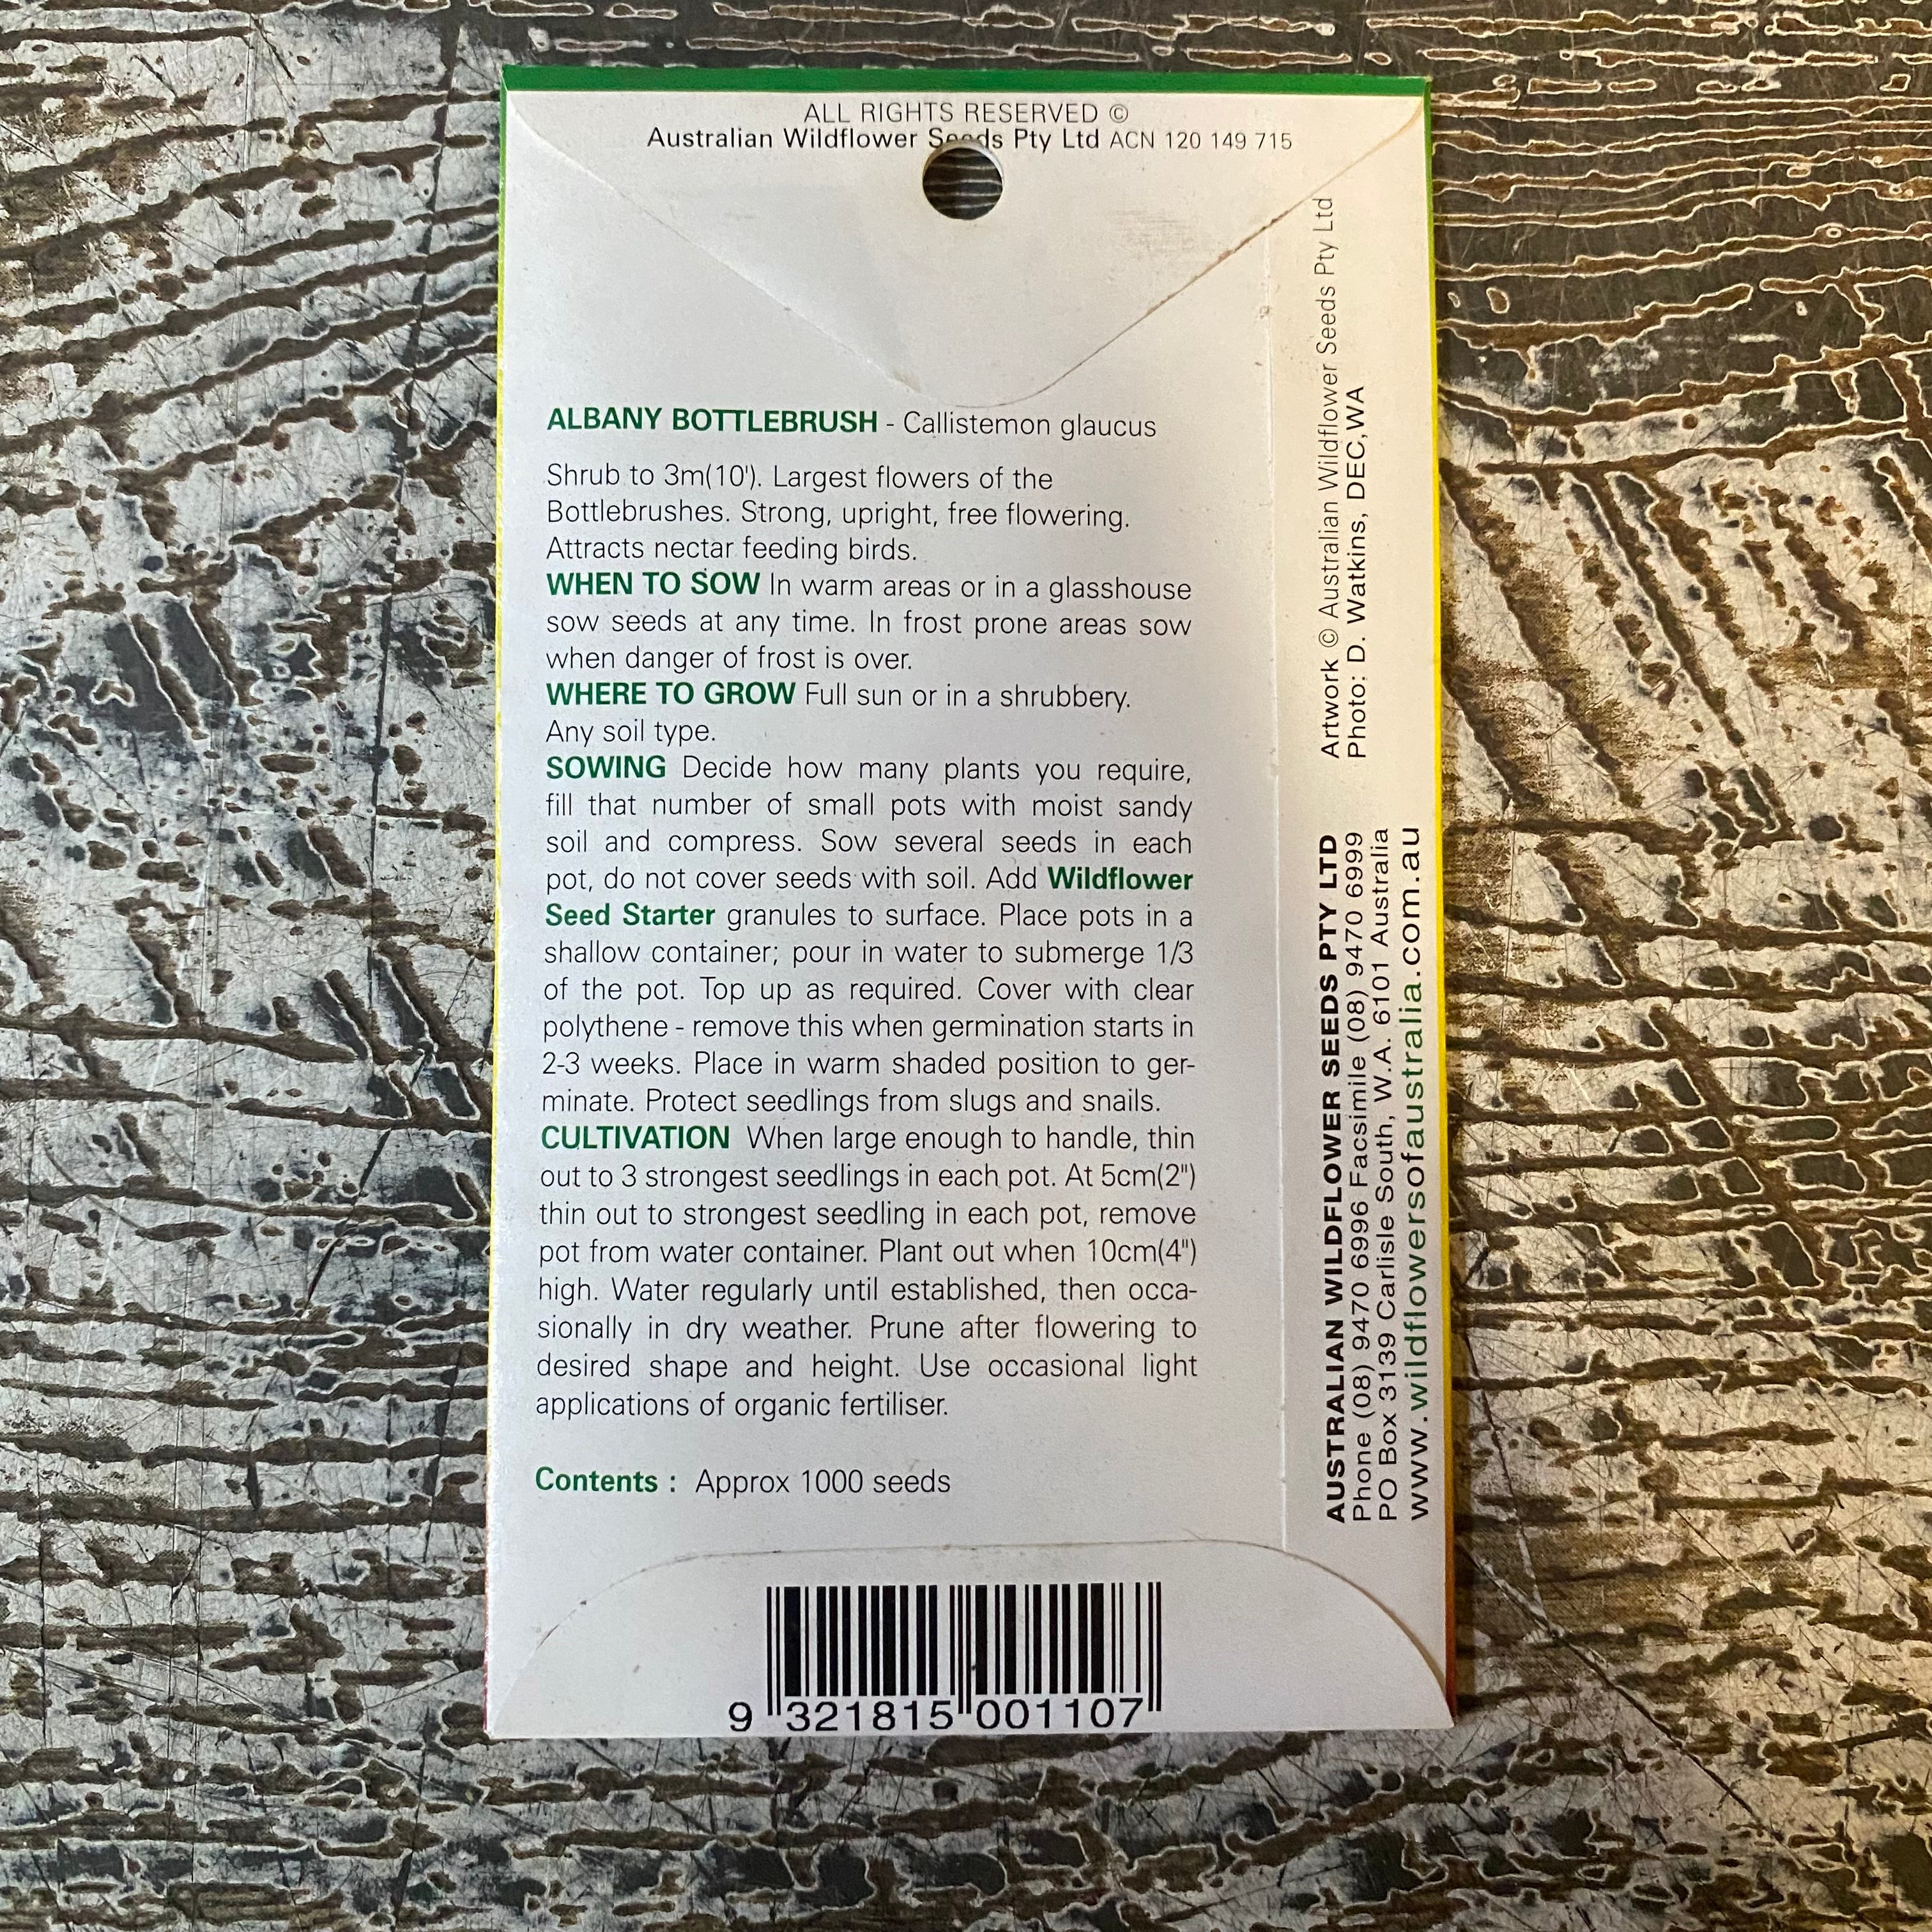 ALL RIGHTS RESERVED ©
Australian Wildflower Seeds Pty Ltd ACN 120 149 715
ALBANY BOTTLEBRUSH - Callistemon glaucus
Shrub to 3m(10'). Largest flowers of the
Bottlebrushes. Strong, upright, free flowering.
Attracts nectar feeding birds.
WHEN TO SOW In warm areas or in a glasshouse
sow seeds at any time. In frost prone areas sow
when danger of frost is over.
WHERE TO GROW Full sun or in a shrubbery.
Any soil type.
SOWING Decide how many plants you require,
fill that number of small pots with moist sandy
soil and compress. Sow several seeds in each
pot, do not cover seeds with soil. Add Wildflower
Seed Starter granules to surface. Place pots in a
shallow container; pour in water to submerge 1/3
of the pot. Top up as required. Cover with clear
polythene - remove this when germination starts in
2-3 weeks. Place in warm shaded position to ger-
minate. Protect seedlings from slugs and snails.
CULTIVATION When large enough to handle, thin
out to 3 strongest seedlings in each pot. At 5cm(2")
thin out to strongest seedling in each pot, remove
pot from water container. Plant out when 10cm(4")
high. Water regularly until established, then occa-
sionally in dry weather. Prune after flowering to
desired shape and height. Use occasional light
applications of organic fertiliser.
Contents : Approx 1000 seeds
9 321815 001107
Artwork © Australian Wildflower Seeds Pty Ltd
Photo: D. Watkins, DEC,WA
AUSTRALIAN WILDFLOWER SEEDS PTY LTD
Phone (08) 9470 6996 Facsimile (08) 9470 6999
PO Box 3139 Carlisle South, W.A. 6101 Australia
www.wildflowersofaustralia.com.au